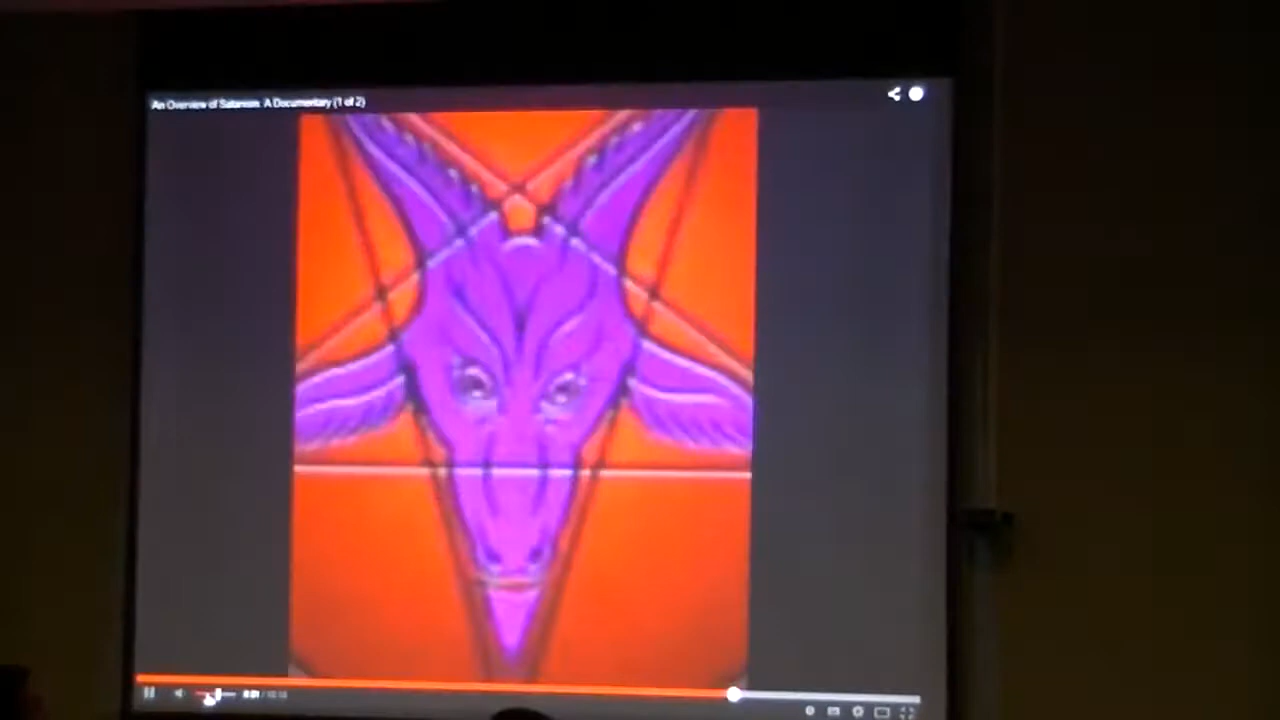 An Overview of Satanism: A Documentary (1 of 2)